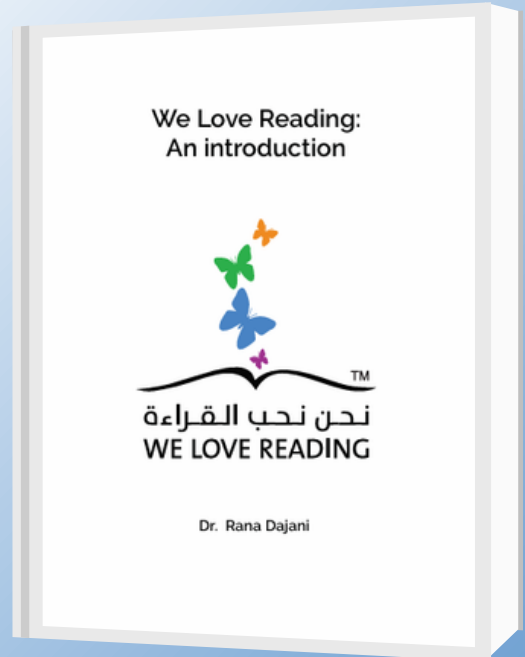 We Love Reading:
An introduction
TM
نحن نحب القراءة
WE LOVE READING
Dr. Rana Dajani